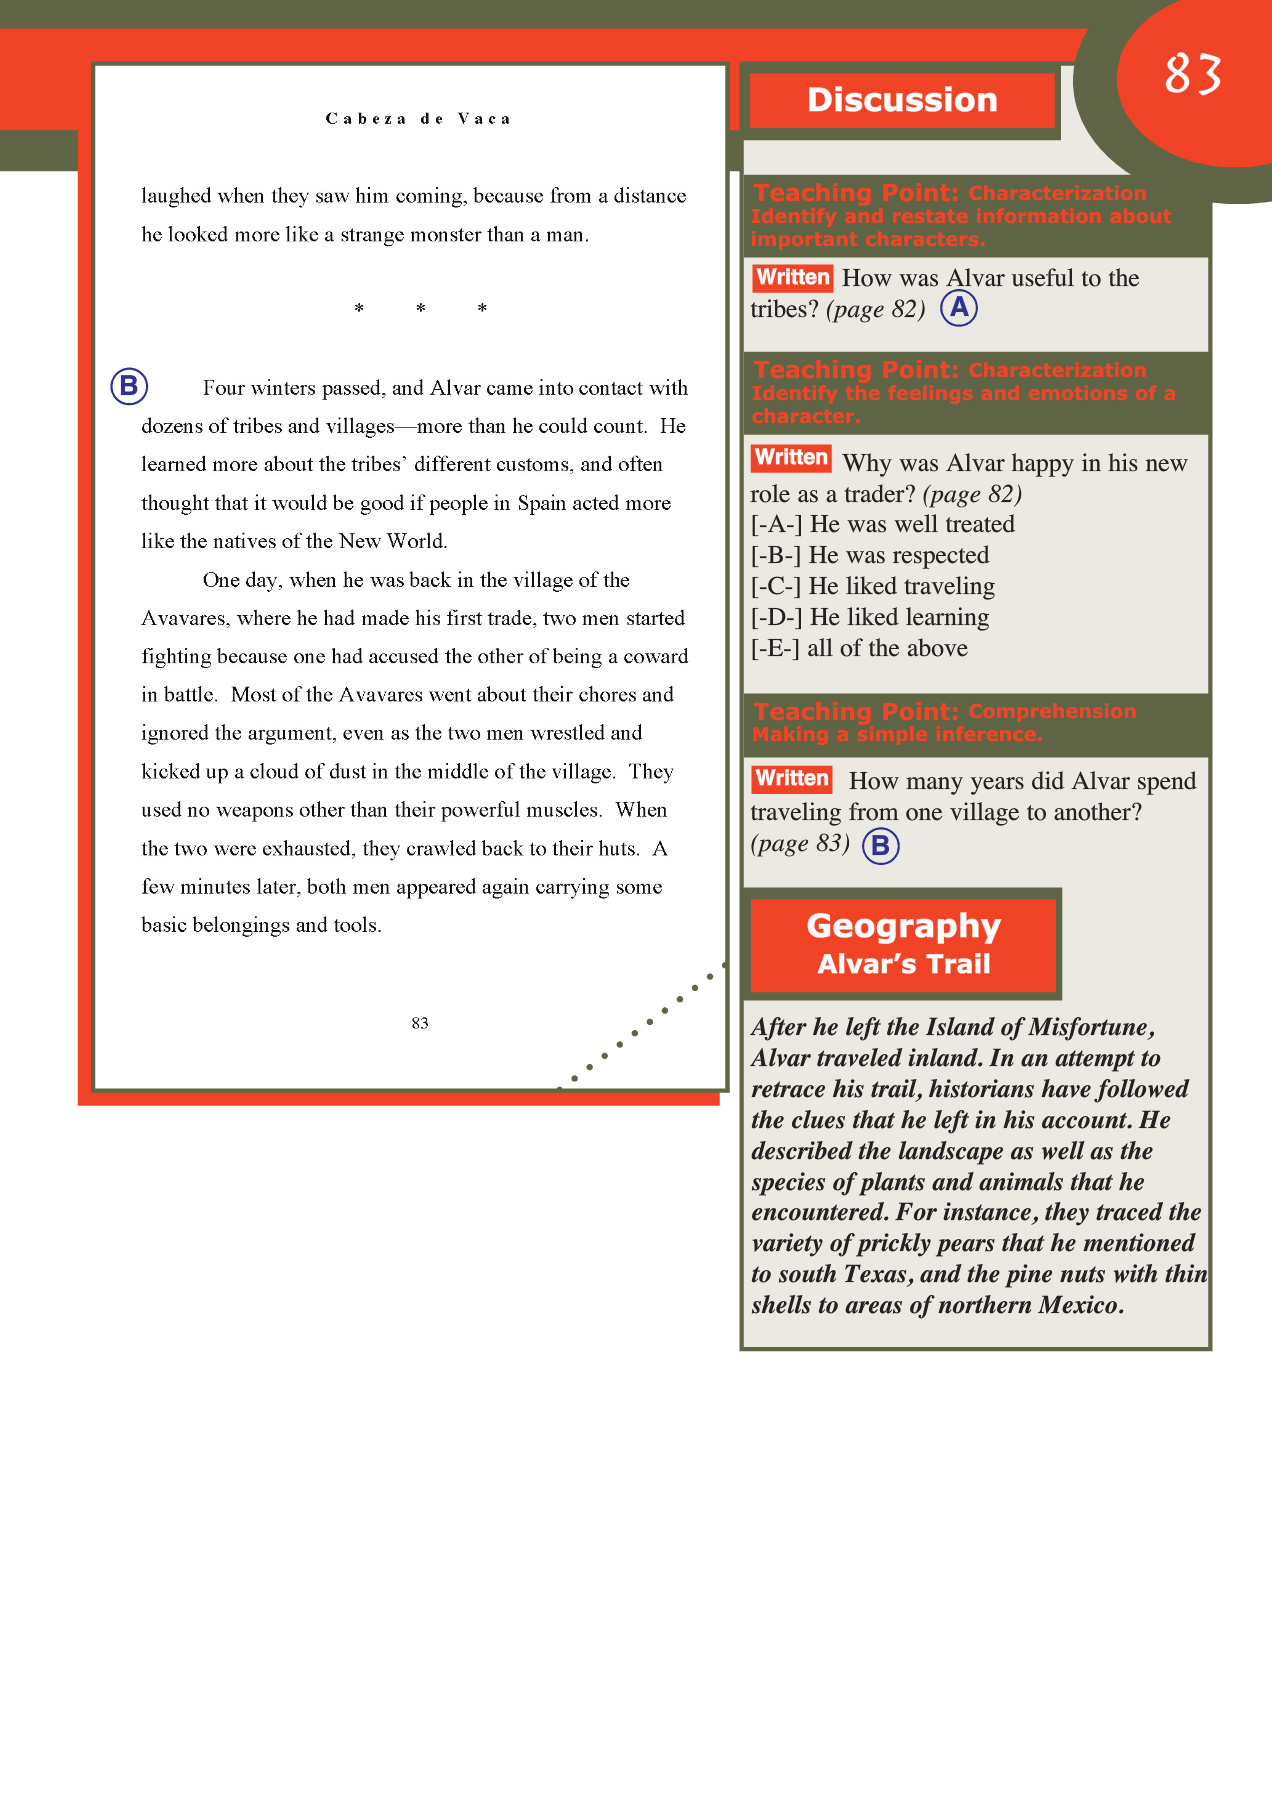 83
Cabeza de Vaca
laughed when they saw him coming, because from a distance
he looked more like a strange monster than a man.
* * *
B
Four winters passed, and Alvar came into contact with
dozens of tribes and villages—more than he could count. He
learned more about the tribes’ different customs, and often
thought that it would be good if people in Spain acted more
like the natives of the New World.
One day, when he was back in the village of the
Avavares, where he had made his first trade, two men started
fighting because one had accused the other of being a coward
in battle. Most of the Avavares went about their chores and
ignored the argument, even as the two men wrestled and
kicked up a cloud of dust in the middle of the village. They
used no weapons other than their powerful muscles. When
the two were exhausted, they crawled back to their huts. A
few minutes later, both men appeared again carrying some
basic belongings and tools.
83
Discussion
Teaching Point: Characterization
Identify and restate information about
important characters.
Written How was Alvar useful to the
tribes? (page 82) A
Teaching Point: Characterization
Identify the feelings and emotions of a
character.
Written Why was Alvar happy in his new
role as a trader? (page 82)
[-A-] He was well treated
[-B-] He was respected
[-C-] He liked traveling
[-D-] He liked learning
[-E-] all of the above
Teaching Point: Comprehension
Making a simple inference.
Written How many years did Alvar spend
traveling from one village to another?
(page 83) B
Geography
Alvar’s Trail
After he left the Island of Misfortune,
Alvar traveled inland. In an attempt to
retrace his trail, historians have followed
the clues that he left in his account. He
described the landscape as well as the
species of plants and animals that he
encountered. For instance, they traced the
variety of prickly pears that he mentioned
to south Texas, and the pine nuts with thin
shells to areas of northern Mexico.